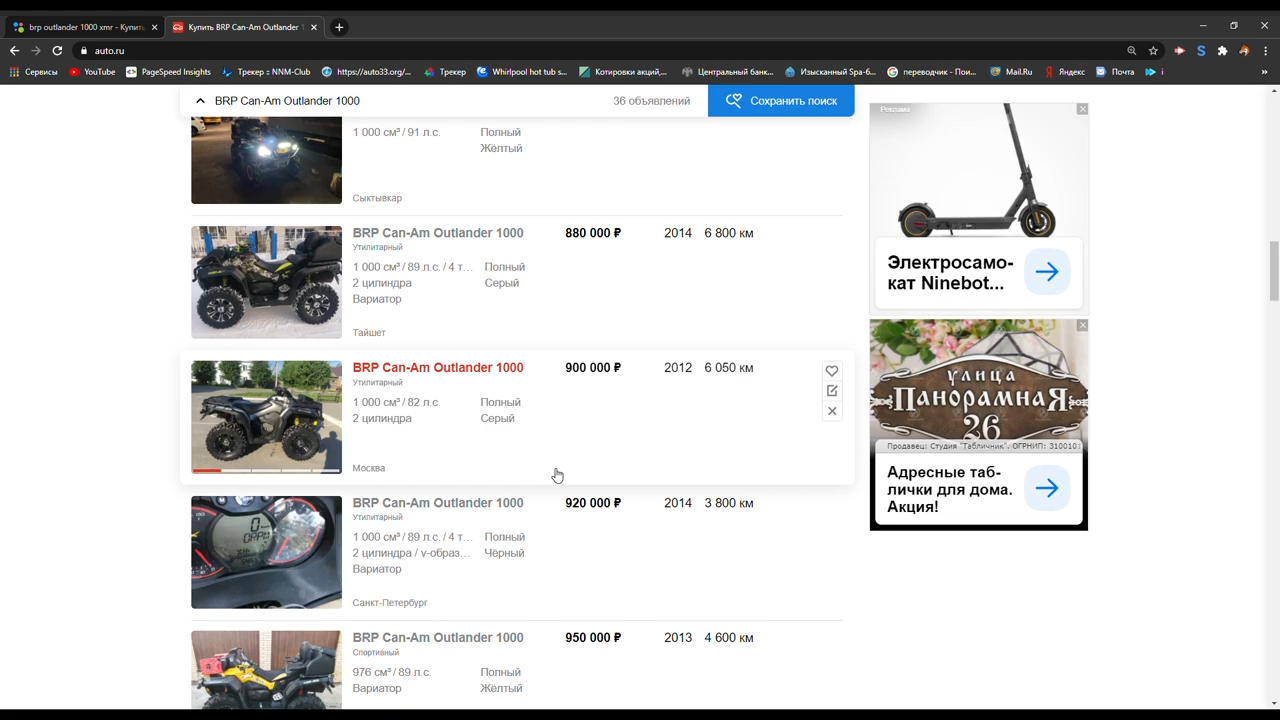 brp outlander 1000 xmr - Купить
Купить BRP Can-Am Outlander 1
auto.ru
Сервисы
YouTube
PageSpeed Insights
Трекер :: NNM-Club
https://auto33.org/...
Трекер
Whirlpool hot tub s...
Котировки акций,...
Центральный банк...
Изысканный Spa-б...
переводчик - Пои...
Mail.Ru
Яндекс
Почта
BRP Can-Am Outlander 1000
36 объявлений
Сохранить поиск
1 000 см³ / 91 л.с. Полный
Жёлтый
Сыктывкар
BRP Can-Am Outlander 1000 880 000 ₽ 2014 6 800 км
Утилитарный
1 000 см³ / 89 л.с. / 4 т... Полный
2 цилиндра Серый
Вариатор
Тайшет
BRP Can-Am Outlander 1000 900 000 ₽ 2012 6 050 км
Утилитарный
1 000 см³ / 82 л.с. Полный
2 цилиндра Серый
Москва
BRP Can-Am Outlander 1000 920 000 ₽ 2014 3 800 км
Утилитарный
1 000 см³ / 89 л.с. / 4 т... Полный
2 цилиндра / v-образ... Чёрный
Вариатор
Санкт-Петербург
BRP Can-Am Outlander 1000 950 000 ₽ 2013 4 600 км
Спортивный
976 см³ / 89 л.с. Полный
Вариатор Жёлтый
Реклама
Электросамо-
кат Ninebot...
улица
ПанорамнаЯ
26
Продавец: Студия "Табличник". ОГРНИП: 310010
Адресные таб-
лички для дома.
Акция!